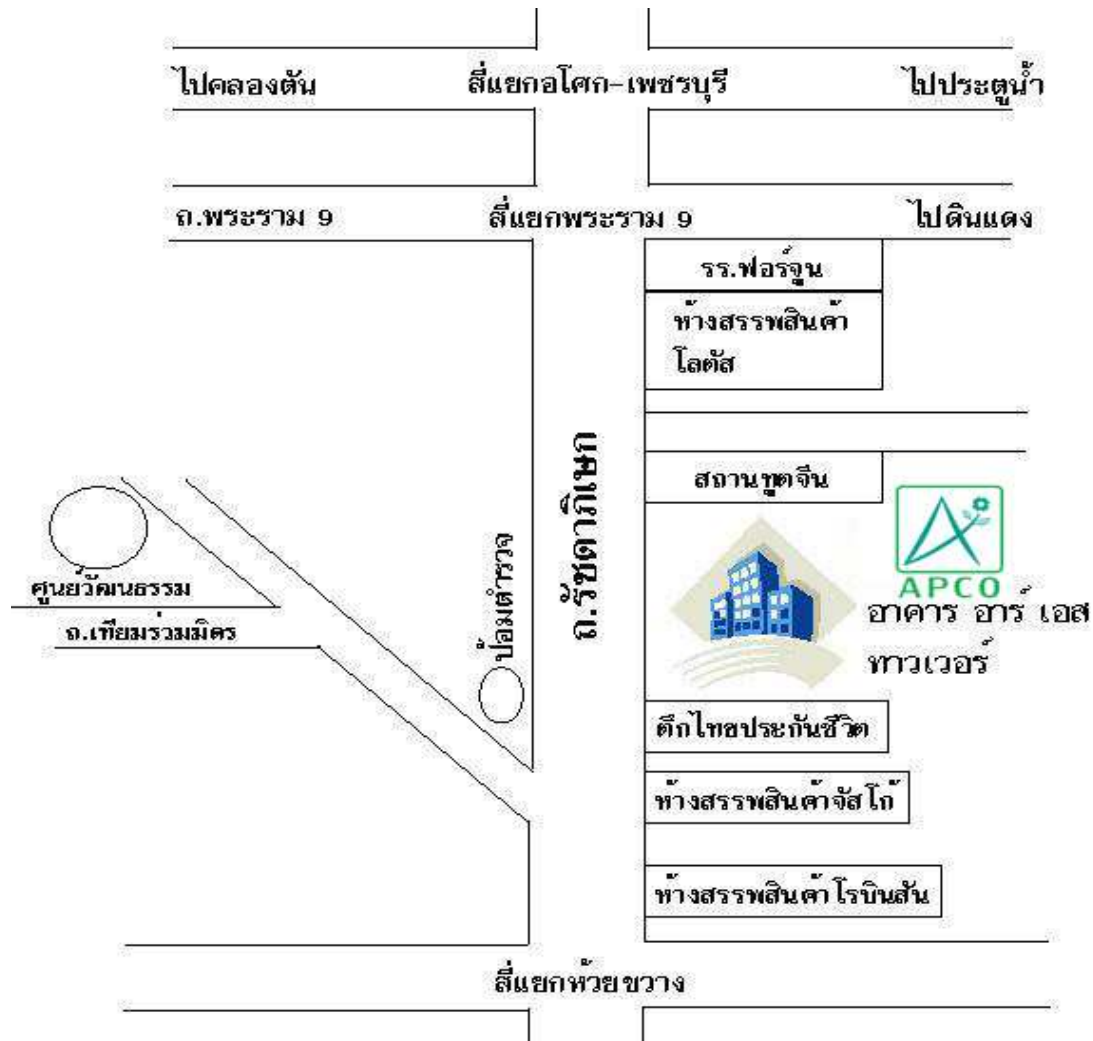 ไปคลองตัน สี่แยกอโศก-เพชรบุรี ไปประตูน้ำ
ถ.พระราม 9 สี่แยกพระราม 9 ไปดินแดง
รร.ฟอร์จูน
ห้างสรรพสินค้า
โลตัส
ถ.รัชดาภิเษก
สถานทูตจีน
APCO
อาคาร อาร์ เอส
ทาวเวอร์
ศูนย์วัฒนธรรม
ถ.เทียมร่วมมิตร
ป้อมตำรวจ
ตึกไทยประกันชีวิต
ห้างสรรพสินค้าจัสโก้
ห้างสรรพสินค้าโรบินสัน
สี่แยกห้วยขวาง